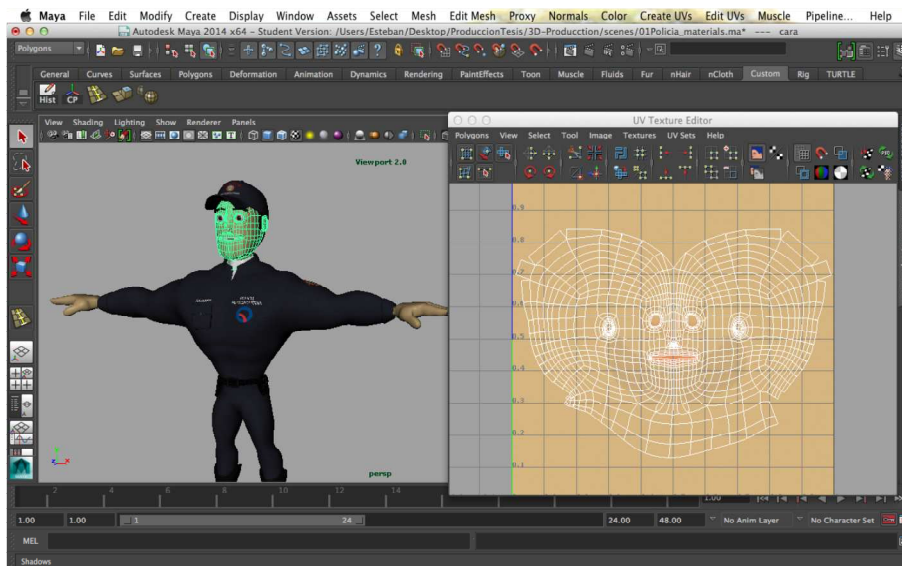 Maya File Edit Modify Create Display Window Assets Select Mesh Edit Mesh Proxy Normals Color Create UVs Edit UVs Muscle Pipeline... Help
Autodesk Maya 2014 x64 - Student Version: /Users/Esteban/Desktop/ProduccionTesis/3D-Producction/scenes/01Policia_materials.ma* --- cara
Polygons
General Curves Surfaces Polygons Deformation Animation Dynamics Rendering PaintEffects Toon Muscle Fluids Fur nHair nCloth Custom Rig TURTLE
Hist CP
View Shading Lighting Show Renderer Panels
Viewport 2.0
persp
UV Texture Editor
Polygons View Select Tool Image Textures UV Sets Help
0.9
0.8
0.5
0.4
0.3
0.2
0.1
2 4 6 8 10 12 14
1.00
1.00 1.00 1 24 24.00 48.00 No Anim Layer No Character Set
MEL
Shadows